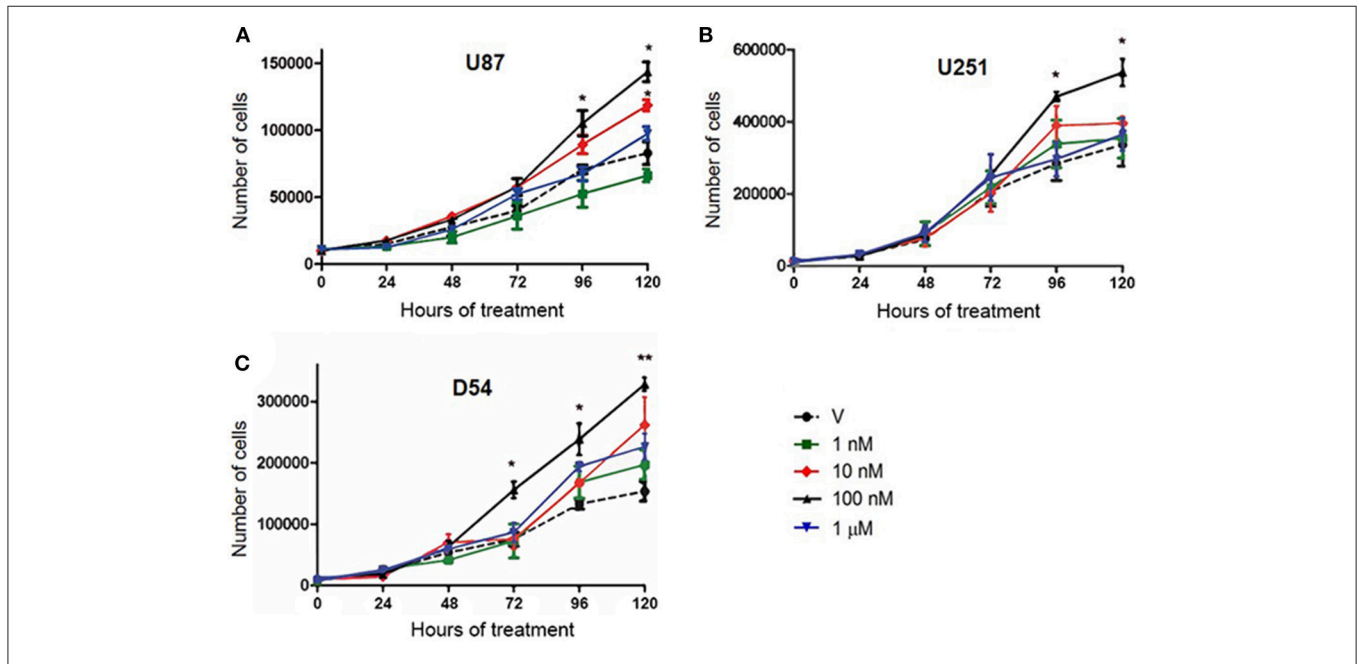 A
U87
*
150000
*
*
100000
50000
0
Number of cells
0 24 48 72 96 120
Hours of treatment
B
U251
*
*
600000
400000
200000
0
Number of cells
0 24 48 72 96 120
Hours of treatment
C
D54
**
*
*
300000
200000
100000
0
Number of cells
0 24 48 72 96 120
Hours of treatment
V
1 nM
10 nM
100 nM
1 μM